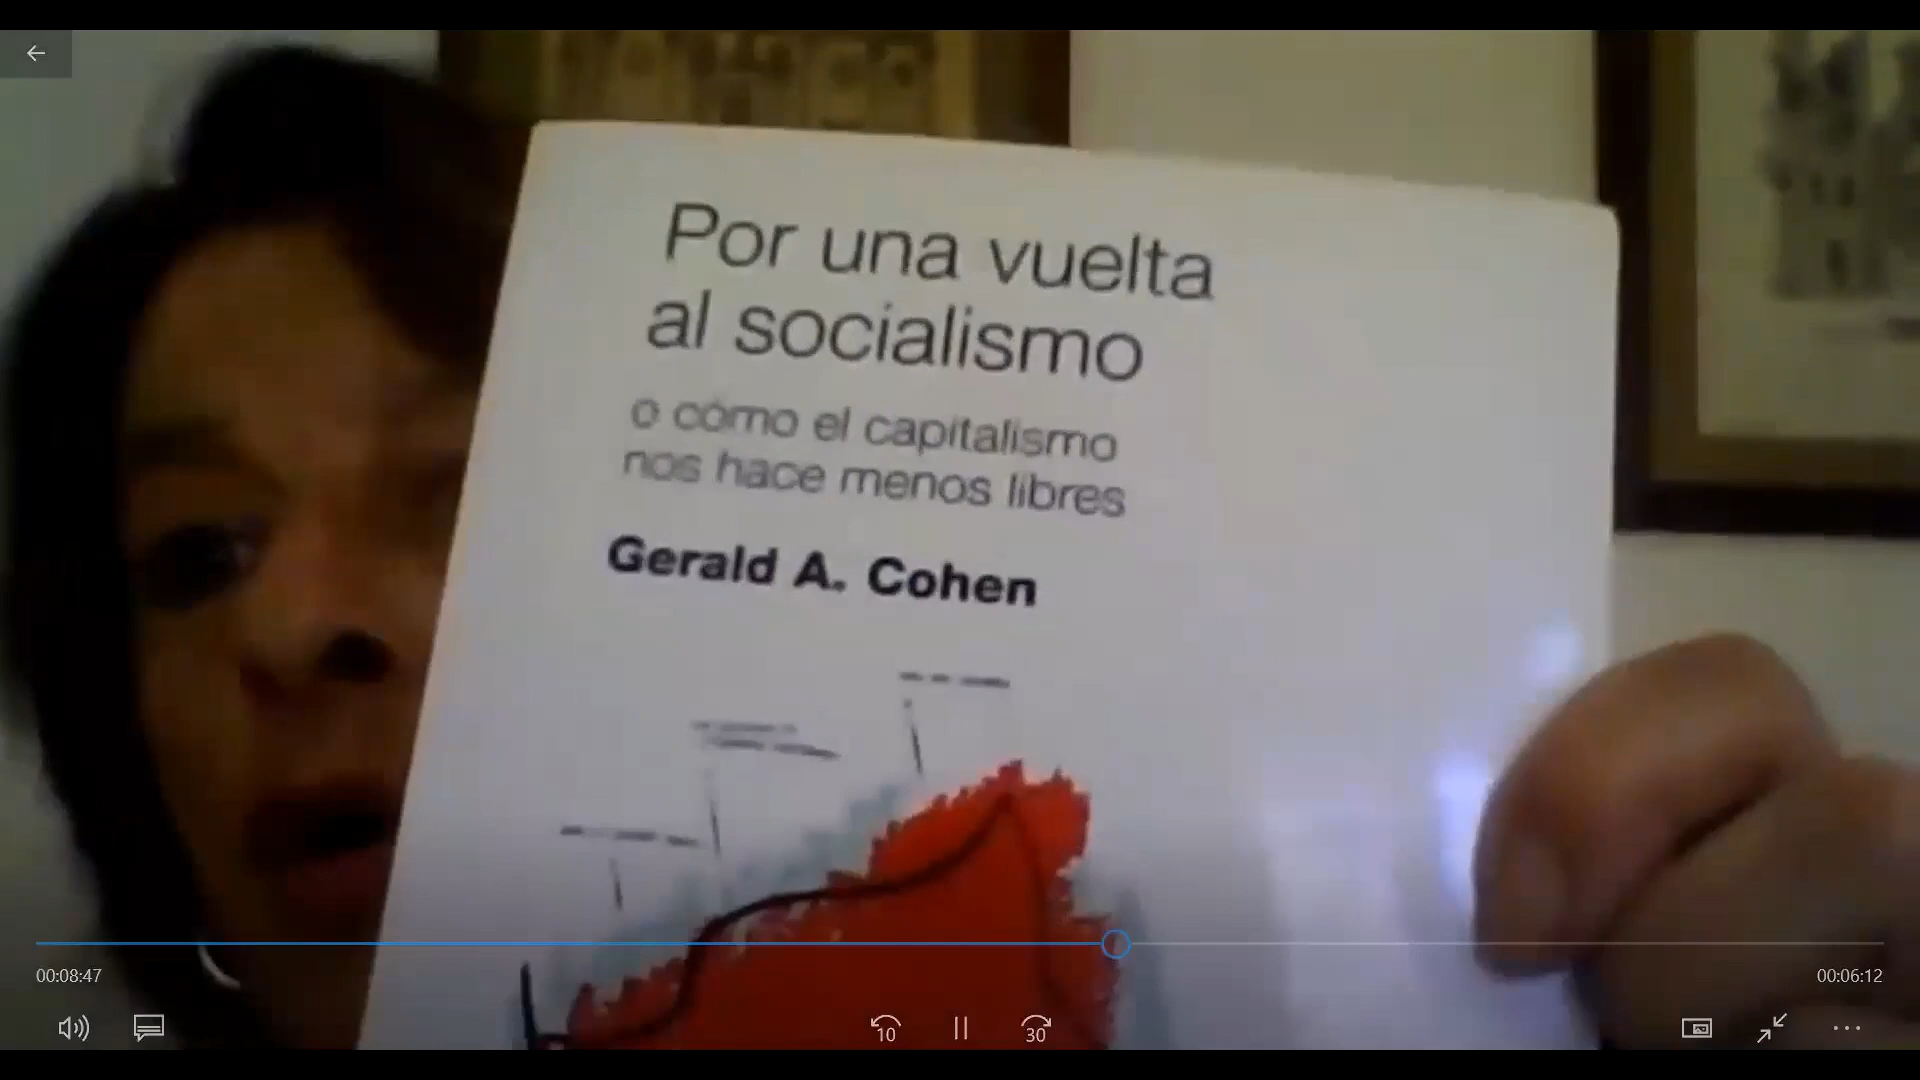 Por una vuelta
al socialismo
o cómo el capitalismo
nos hace menos libres
Gerald A. Cohen
00:08:47
00:06:12
10
30